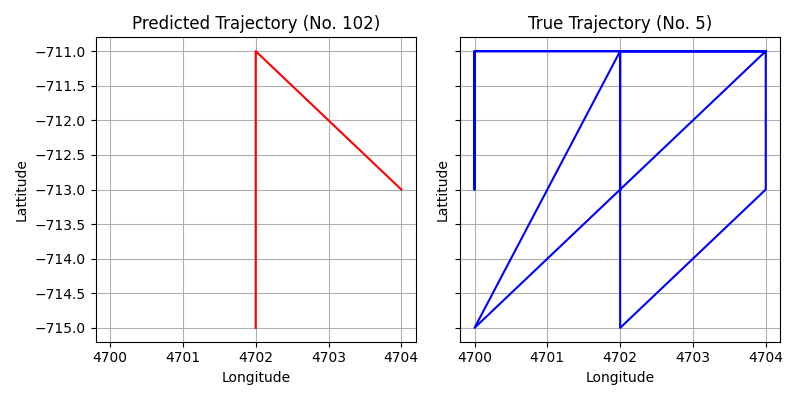 Predicted Trajectory (No. 102)
True Trajectory (No. 5)
Lattitude
−711.0
−711.5
−712.0
−712.5
−713.0
−713.5
−714.0
−714.5
−715.0
4700 4701 4702 4703 4704
Longitude
Lattitude
4700 4701 4702 4703 4704
Longitude